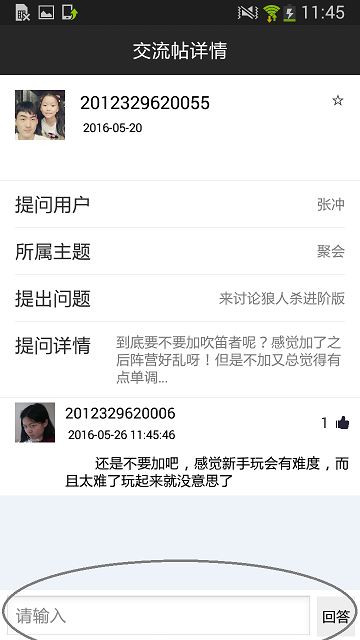 11:45
交流帖详情
2012329620055
2016-05-20
提问用户 张冲
所属主题 聚会
提出问题 来讨论狼人杀进阶版
提问详情 到底要不要加吹笛者呢？感觉加了之
后阵营好乱呀！但是不加又总觉得有
点单调...
2012329620006
2016-05-26 11:45:46
1
还是不要加吧，感觉新手玩会有难度，而
且太难了玩起来就没意思了
请输入 回答